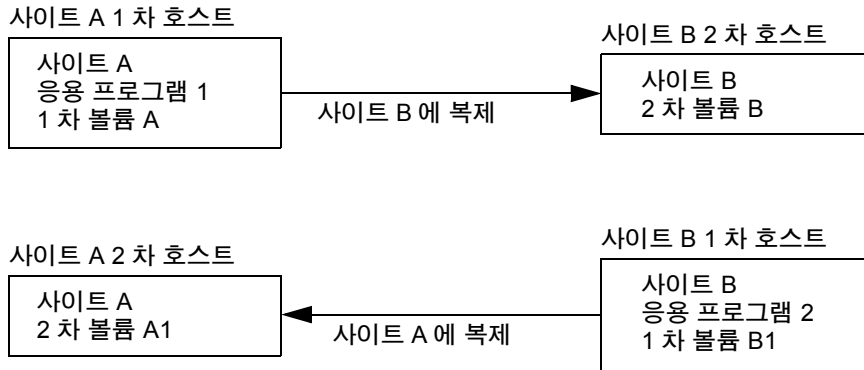 사이트 A 1 차 호스트
사이트 A
응용 프로그램 1
1 차 볼륨 A
사이트 B 에 복제
사이트 B 2 차 호스트
사이트 B
2 차 볼륨 B
사이트 A 2 차 호스트
사이트 A
2 차 볼륨 A1
사이트 A 에 복제
사이트 B 1 차 호스트
사이트 B
응용 프로그램 2
1 차 볼륨 B1